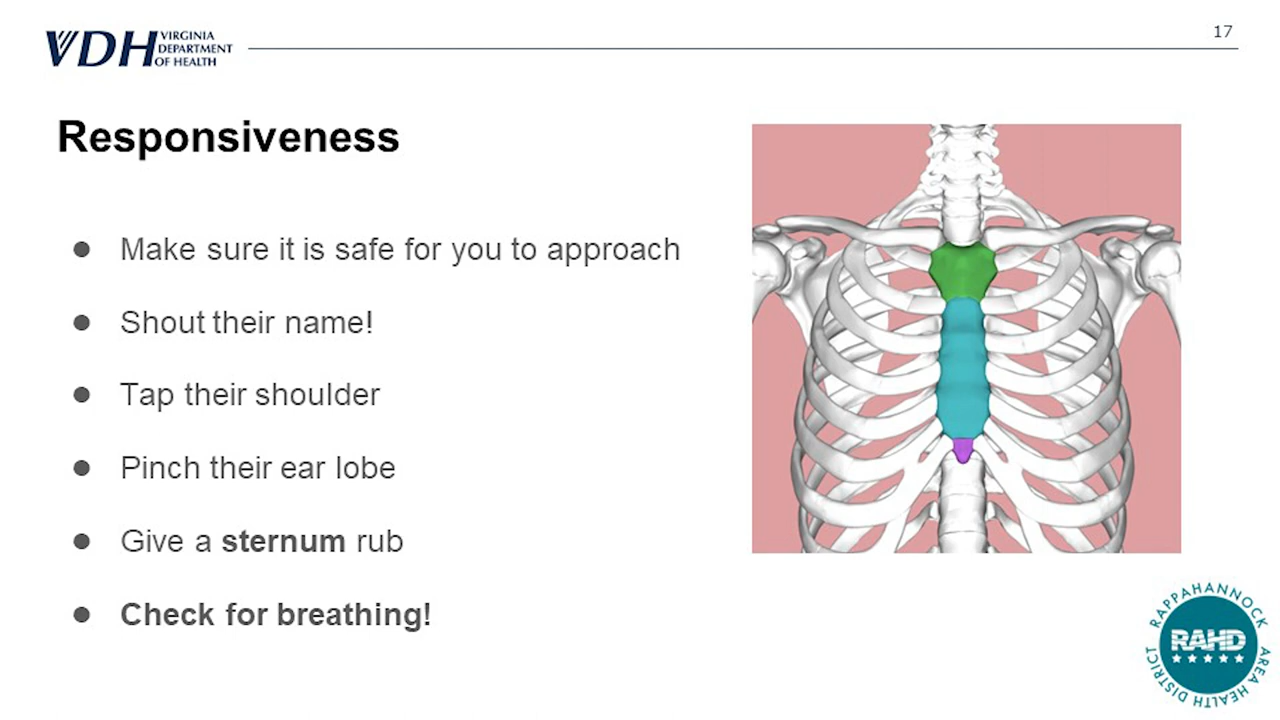 VDH VIRGINIA
DEPARTMENT
OF HEALTH
17
Responsiveness
● Make sure it is safe for you to approach
● Shout their name!
● Tap their shoulder
● Pinch their ear lobe
● Give a sternum rub
● Check for breathing!
RAPPAHANNOCK
RAHD
AREA HEALTH DISTRICT